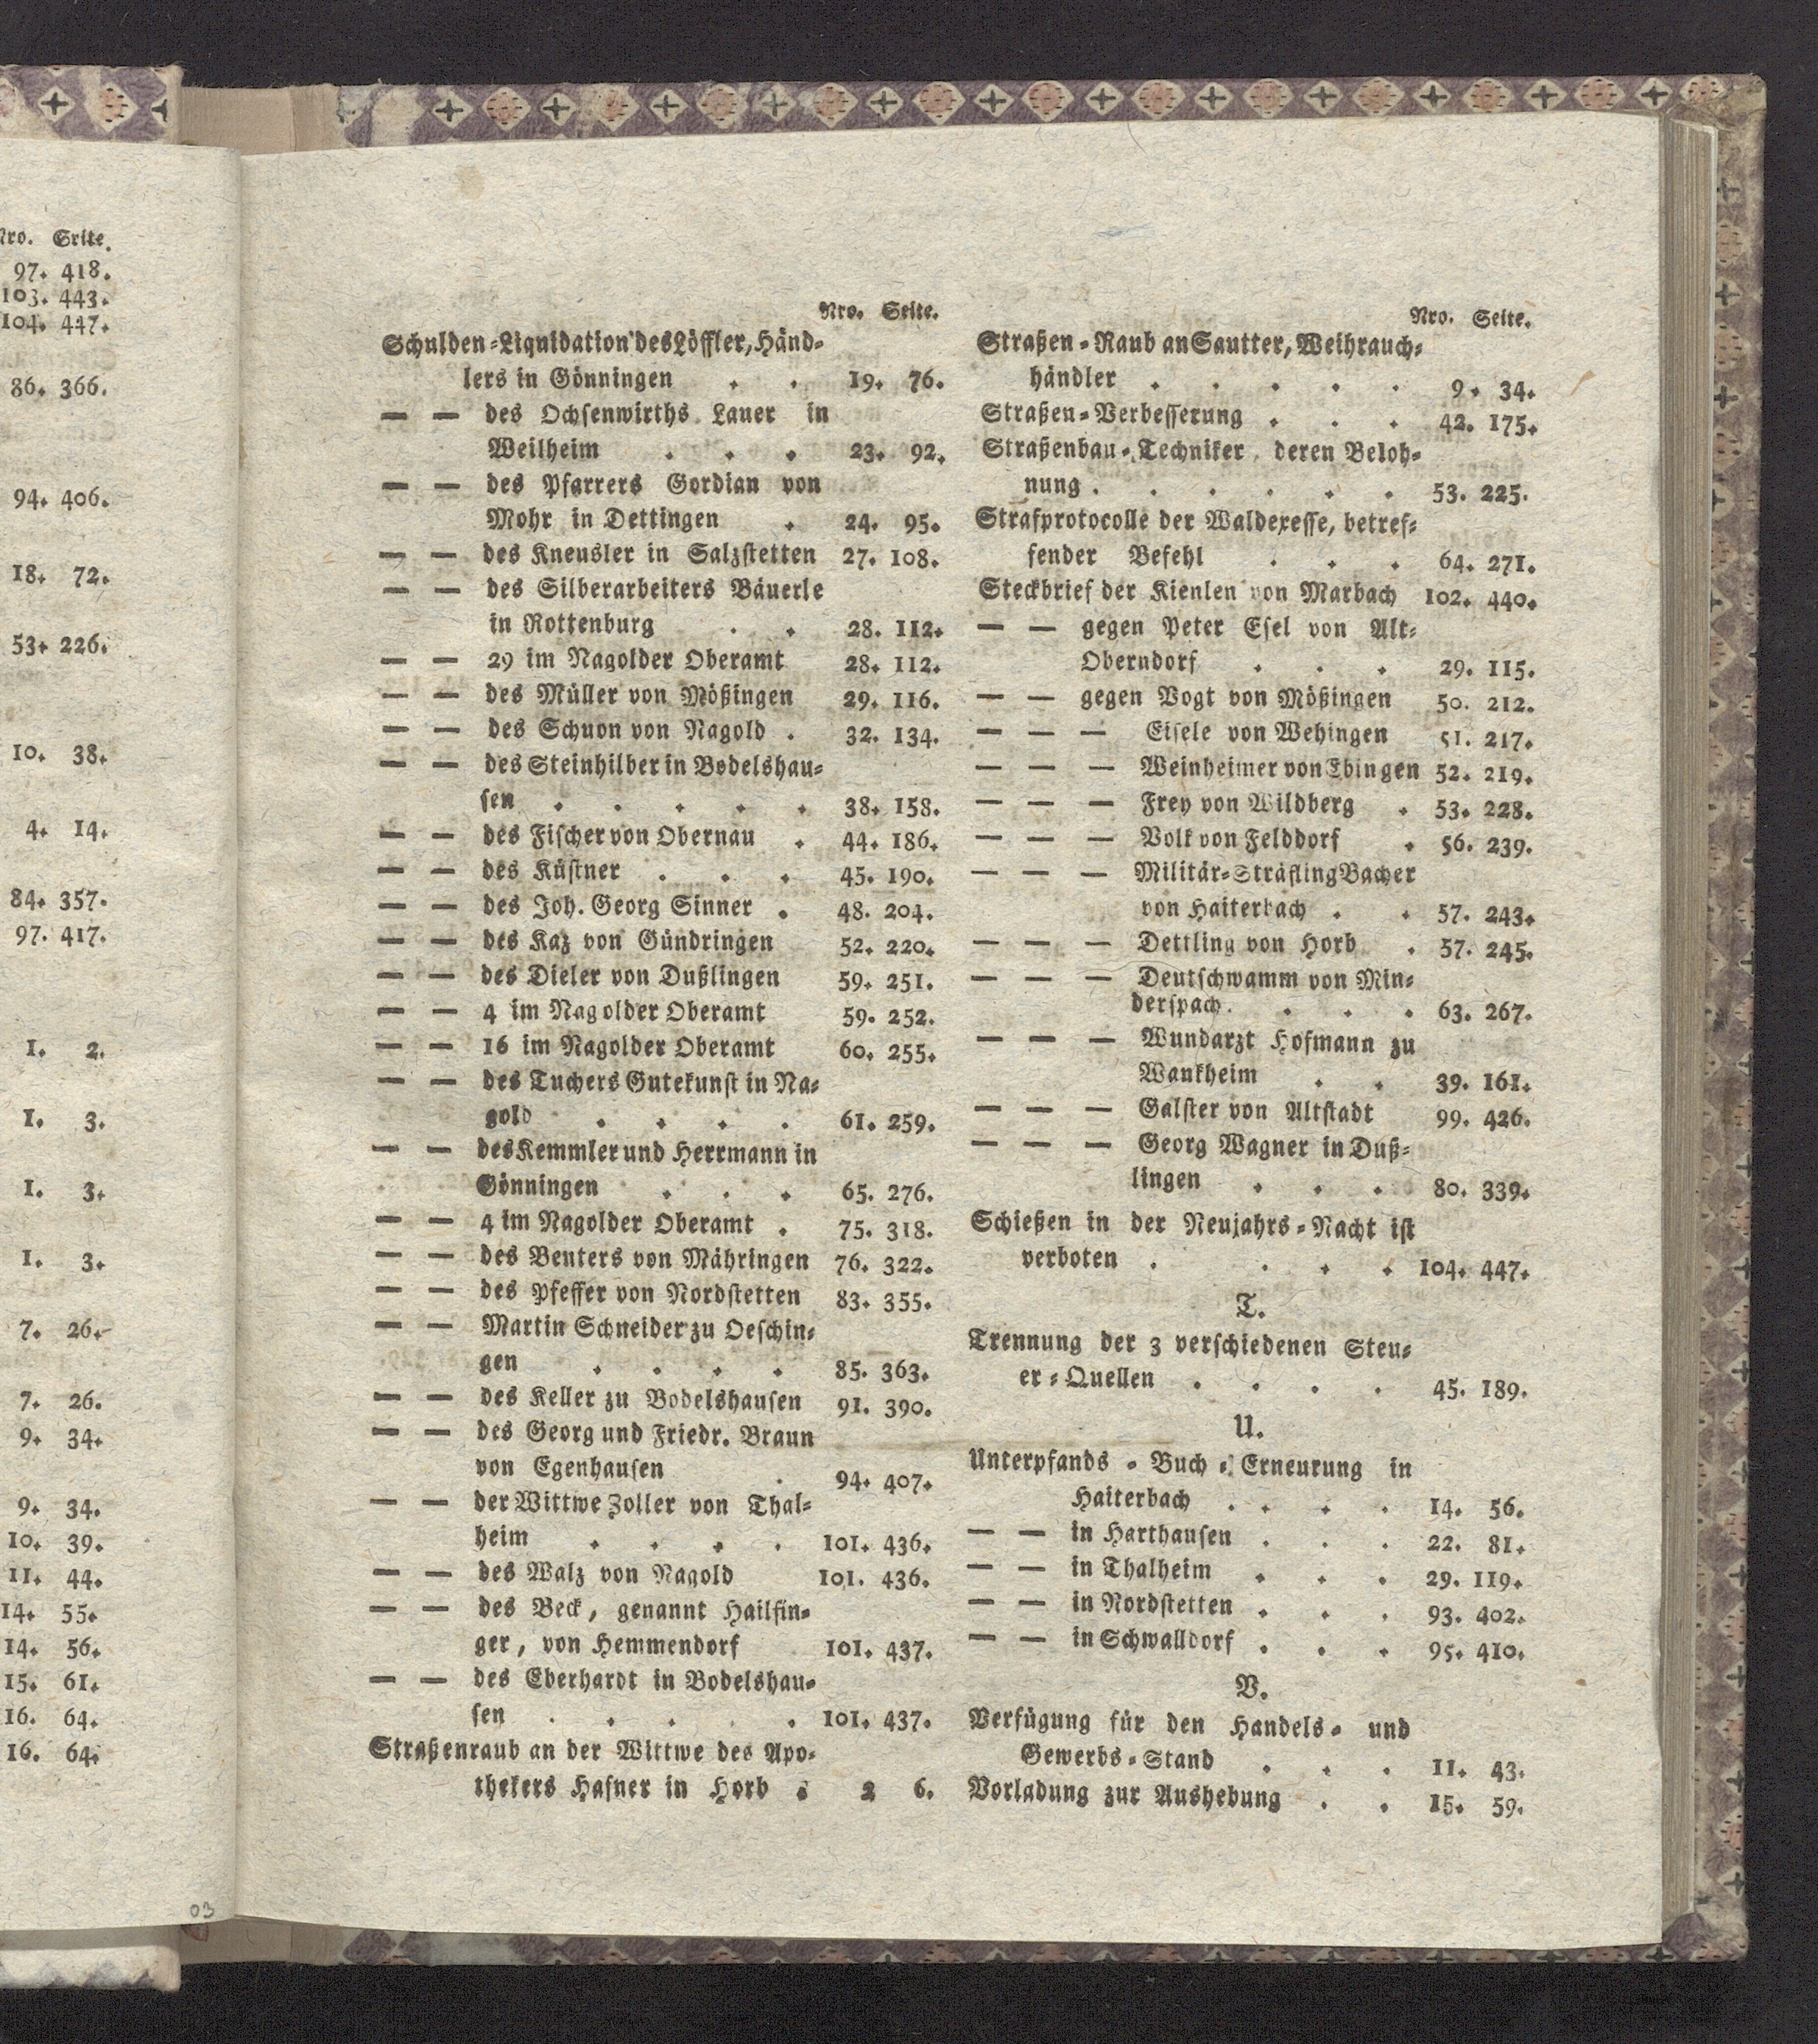 Nro. Seite.
97. 418.
103. 443.
104. 447.
86. 366.
94. 406.
18. 72.
53. 226.
10. 38.
4. 14.
84. 357.
97. 417.
1. 2.
1. 3.
1. 3.
1. 3.
7. 26.
7. 26.
9. 34.
9. 34.
10. 39.
11. 44.
14. 55.
14. 56.
15. 61.
16. 64.
16. 64.
03
Nro. Seite.
Schulden-Liquidation des Löffler, Händ-
lers in Gönningen . . 19. 76.
— — des Ochsenwirths Lauer in
Weilheim . . . 23. 92.
— — des Pfarrers Gordian von
Mohr in Dettingen . 24. 95.
— — des Kneusler in Salzstetten 27. 108.
— — des Silberarbeiters Bäuerle
in Rottenburg . . 28. 112.
— — 29 im Nagolder Oberamt 28. 112.
— — des Müller von Mößingen 29. 116.
— — des Schuon von Nagold . 32. 134.
— — des Steinhilber in Bodelshau-
sen . . . . . 38. 158.
— — des Fischer von Obernau . 44. 186.
— — des Küstner . . . 45. 190.
— — des Joh. Georg Sinner . 48. 204.
— — des Kaz von Gündringen 52. 220.
— — des Dieler von Dußlingen 59. 251.
— — 4 im Nagolder Oberamt 59. 252.
— — 16 im Nagolder Oberamt 60. 255.
— — des Tuchers Gutekunst in Na-
gold . . . . 61. 259.
— — des Kemmler und Herrmann in
Gönningen . . . 65. 276.
— — 4 im Nagolder Oberamt . 75. 318.
— — des Beuters von Mähringen 76. 322.
— — des Pfeffer von Nordstetten 83. 355.
— — Martin Schneider zu Oeschin-
gen . . . . 85. 363.
— — des Keller zu Bodelshausen 91. 390.
— — des Georg und Friedr. Braun
von Egenhausen . 94. 407.
— — der Wittwe Zoller von Thal-
heim . . . . 101. 436.
— — des Walz von Nagold 101. 436.
— — des Beck, genannt Hailfin-
ger, von Hemmendorf 101. 437.
— — des Eberhardt in Bodelshau-
sen . . . . . 101. 437.
Straßenraub an der Wittwe des Apo-
thekers Hafner in Horb . 2 6.
Nro. Seite.
Straßen-Raub an Sautter, Weihrauch-
händler . . . . . 9. 34.
Straßen-Verbesserung . . . 42. 175.
Straßenbau-Techniker, deren Beloh-
nung . . . . . . 53. 225.
Strafprotocolle der Waldexesse, betref-
fender Befehl . . . 64. 271.
Steckbrief der Kienlen von Marbach 102. 440.
— — gegen Peter Esel von Alt-
Oberndorf . . . 29. 115.
— — gegen Vogt von Mößingen 50. 212.
— — — Eisele von Wehingen 51. 217.
— — — Weinheimer von Ebingen 52. 219.
— — — Frey von Wildberg . 53. 228.
— — — Volk von Felddorf . 56. 239.
— — — Militär-Sträfling Bacher
von Haiterbach . . 57. 243.
— — — Dettling von Horb . 57. 245.
— — — Deutschwamm von Min-
derspach . . . . 63. 267.
— — — Wundarzt Hofmann zu
Wankheim . . 39. 161.
— — — Galster von Altstadt 99. 426.
— — — Georg Wagner in Duß-
lingen . . . 80. 339.
Schießen in der Neujahrs-Nacht ist
verboten . . . . 104. 447.
T.
Trennung der 3 verschiedenen Steu-
er-Quellen . . . . 45. 189.
U.
Unterpfands-Buch-Erneurung in
Haiterbach . . . . 14. 56.
— — in Harthausen . . . 22. 81.
— — in Thalheim . . . 29. 119.
— — in Nordstetten . . . 93. 402.
— — in Schwalldorf . . . 95. 410.
V.
Verfügung für den Handels- und
Gewerbs-Stand . . . 11. 43.
Vorladung zur Aushebung . . 15. 59.